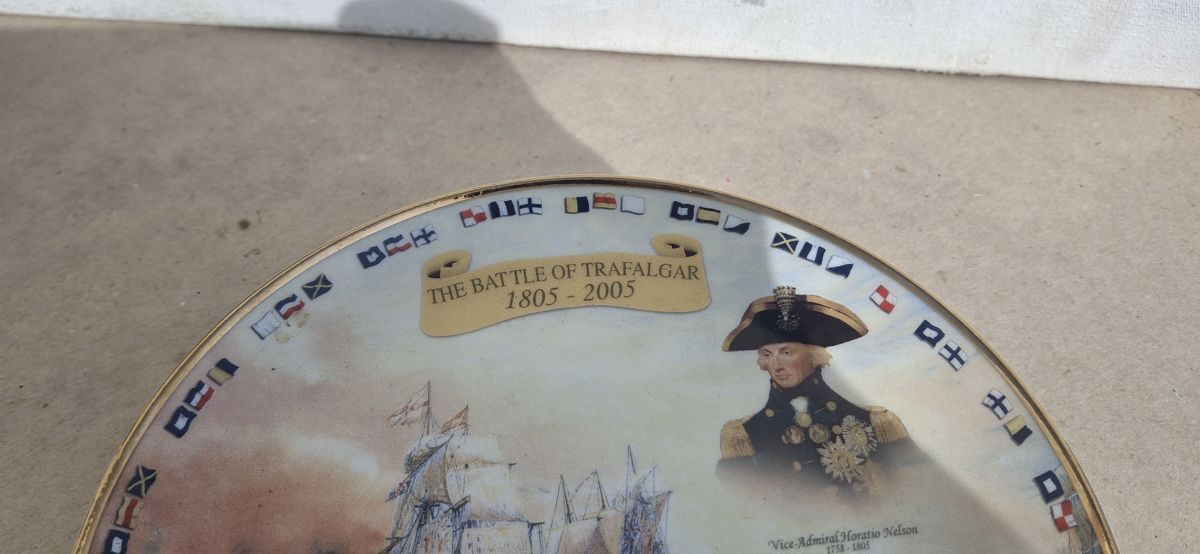 THE BATTLE OF TRAFALGAR
1805 - 2005
Vice-Admiral Horatio Nelson
1758 - 1805